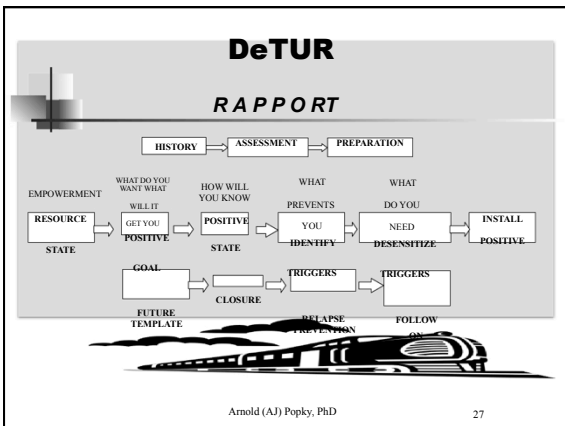 DeTUR
RAPPORT
HISTORY ASSESSMENT PREPARATION
EMPOWERMENT
WHAT DO YOU
WANT WHAT
WILL IT
GET YOU
HOW WILL
YOU KNOW
WHAT
PREVENTS
YOU
WHAT
DO YOU
NEED
RESOURCE
STATE
POSITIVE
GOAL
POSITIVE
STATE
IDENTIFY
TRIGGERS
DESENSITIZE
TRIGGERS
INSTALL
POSITIVE
FUTURE
TEMPLATE
CLOSURE
RELAPSE
PREVENTION
FOLLOW
ON
Arnold (AJ) Popky, PhD 27